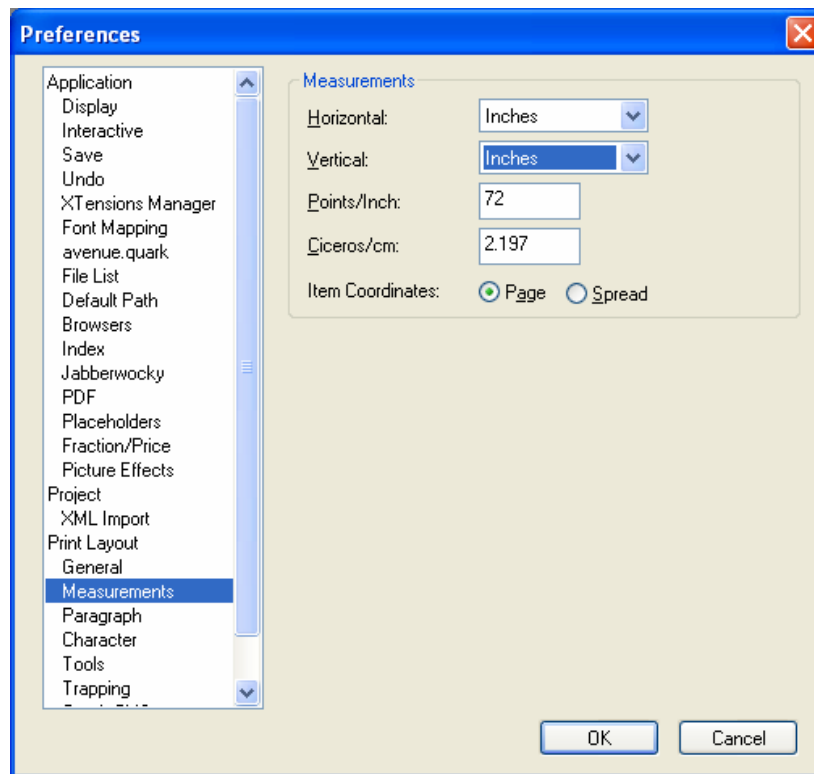 Preferences
Application
Display
Interactive
Save
Undo
XTensions Manager
Font Mapping
avenue.quark
File List
Default Path
Browsers
Index
Jabberwocky
PDF
Placeholders
Fraction/Price
Picture Effects
Project
XML Import
Print Layout
General
Measurements
Paragraph
Character
Tools
Trapping
Measurements
Horizontal: Inches
Vertical: Inches
Points/Inch: 72
Ciceros/cm: 2.197
Item Coordinates: Page Spread
OK Cancel